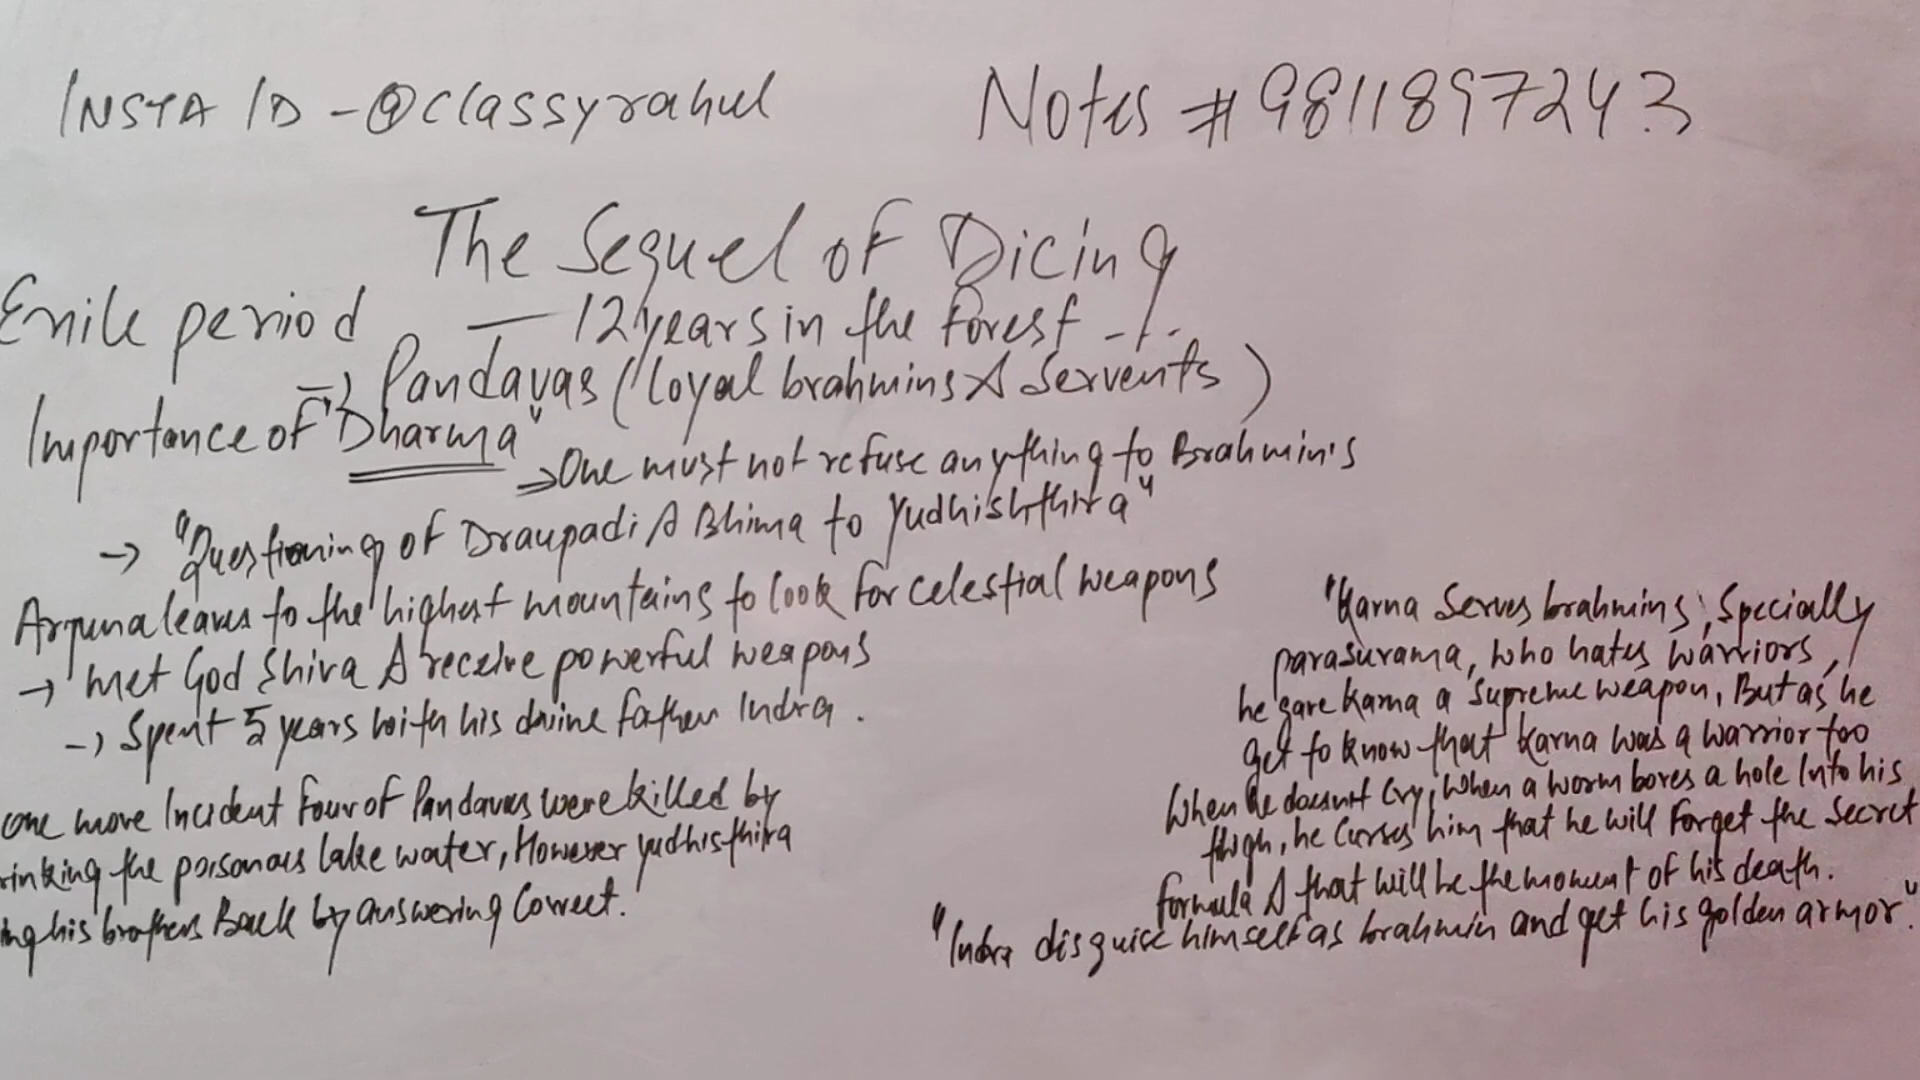 INSTA ID - @classyrahul
Notes # 9811897243
The Sequel of Dicing
Exile period — 12 years in the forest -/.
→ Pandavas (loyal brahmins & servents)
Importance of "Dharma"
⇒ One must not refuse anything to Brahmin's
→ "Questioning of Draupadi & Bhima to Yudhishthira"
Arjuna leaves to the highest mountains to look for celestial weapons
→ met God Shiva & receive powerful weapons
→ Spent 5 years with his divine father Indra.
one more Incident four of Pandavas were killed by
rinking the poisonous lake water, However yudhisthira
ing his brothers Back by answering Correct.
"Karna Serves brahmins, Specially
parasurama, who hates warriors,
he gave Karna a supreme weapon, But as he
get to know that Karna was a warrior too
When he doesn't Cry, when a worm bores a hole Into his
thigh, he curses him that he will forget the secret
formula & that will be the moment of his death.
"Indra disguise himself as brahmin and get his golden armor."